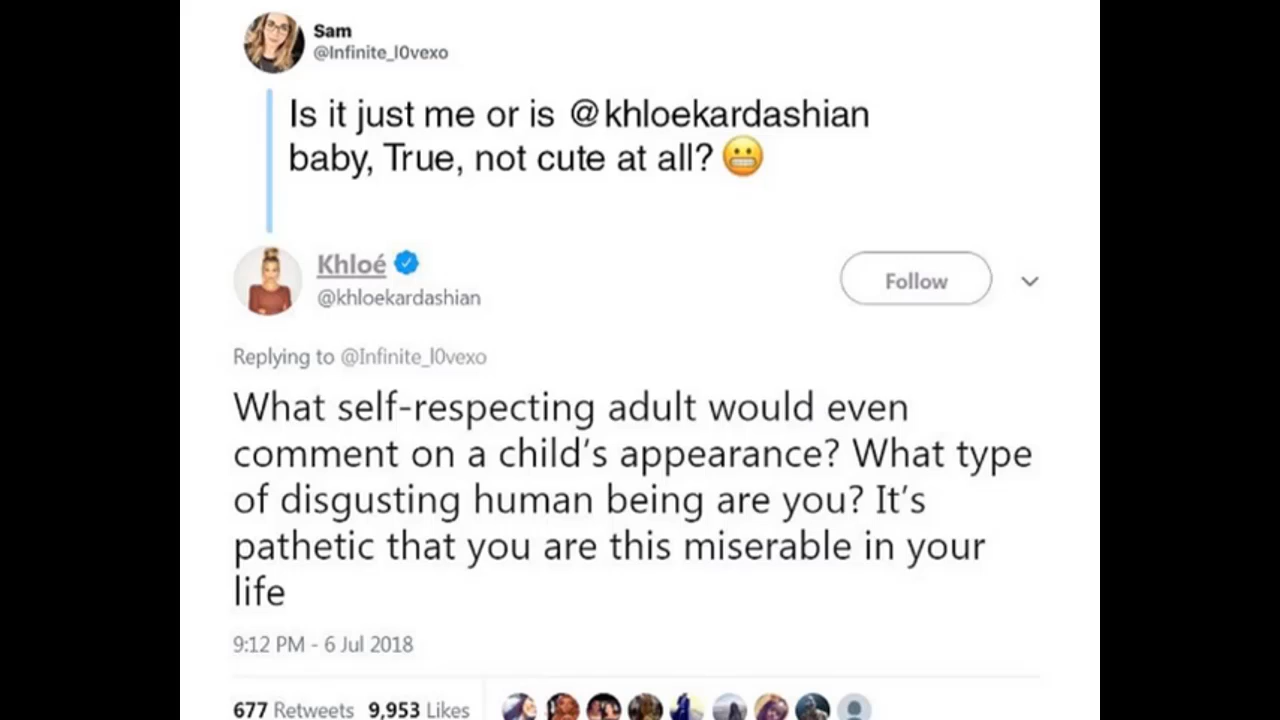 Sam
@Infinite_l0vexo
Is it just me or is @khloekardashian
baby, True, not cute at all? 😬
Khloé
@khloekardashian
Follow
Replying to @Infinite_l0vexo
What self-respecting adult would even
comment on a child's appearance? What type
of disgusting human being are you? It's
pathetic that you are this miserable in your
life
9:12 PM - 6 Jul 2018
677 Retweets 9,953 Likes